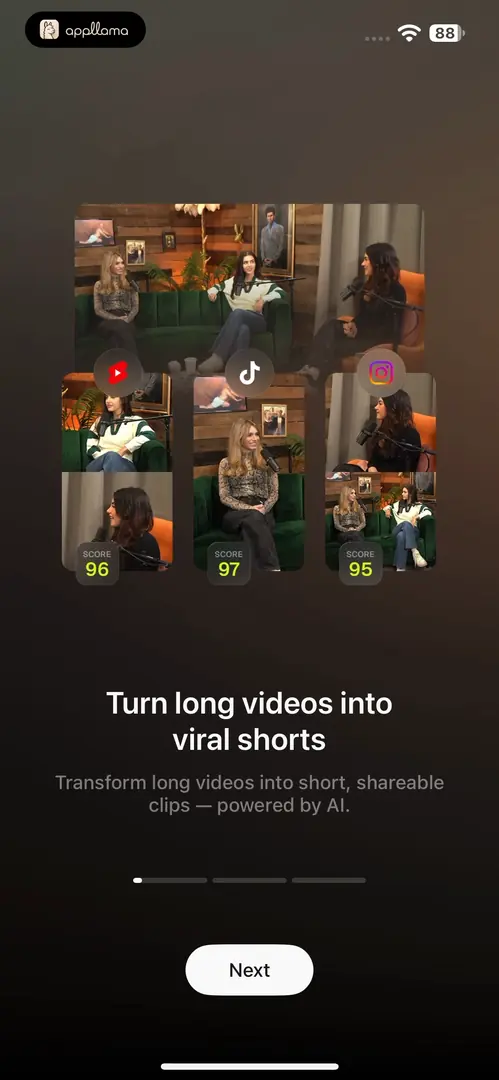 appllama
88
SCORE
96
SCORE
97
SCORE
95
Turn long videos into
viral shorts
Transform long videos into short, shareable
clips — powered by AI.
Next